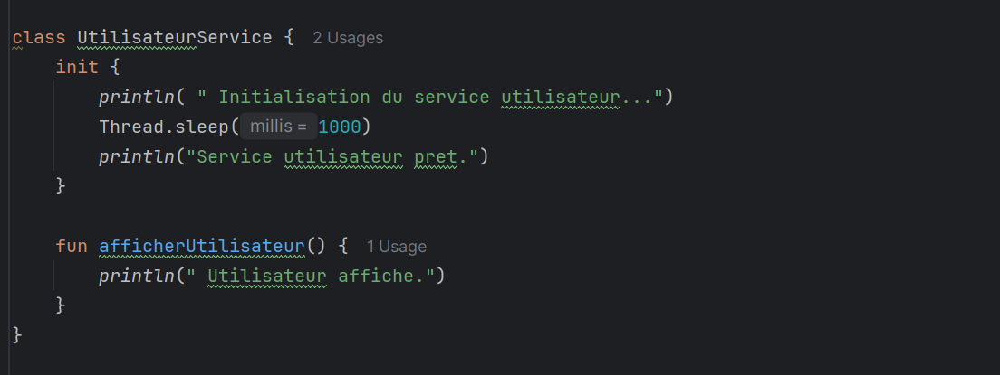 class UtilisateurService { 2 Usages
    init {
        println( " Initialisation du service utilisateur...")
        Thread.sleep( millis = 1000)
        println("Service utilisateur pret.")
    }
    fun afficherUtilisateur() { 1 Usage
        println(" Utilisateur affiche.")
    }
}